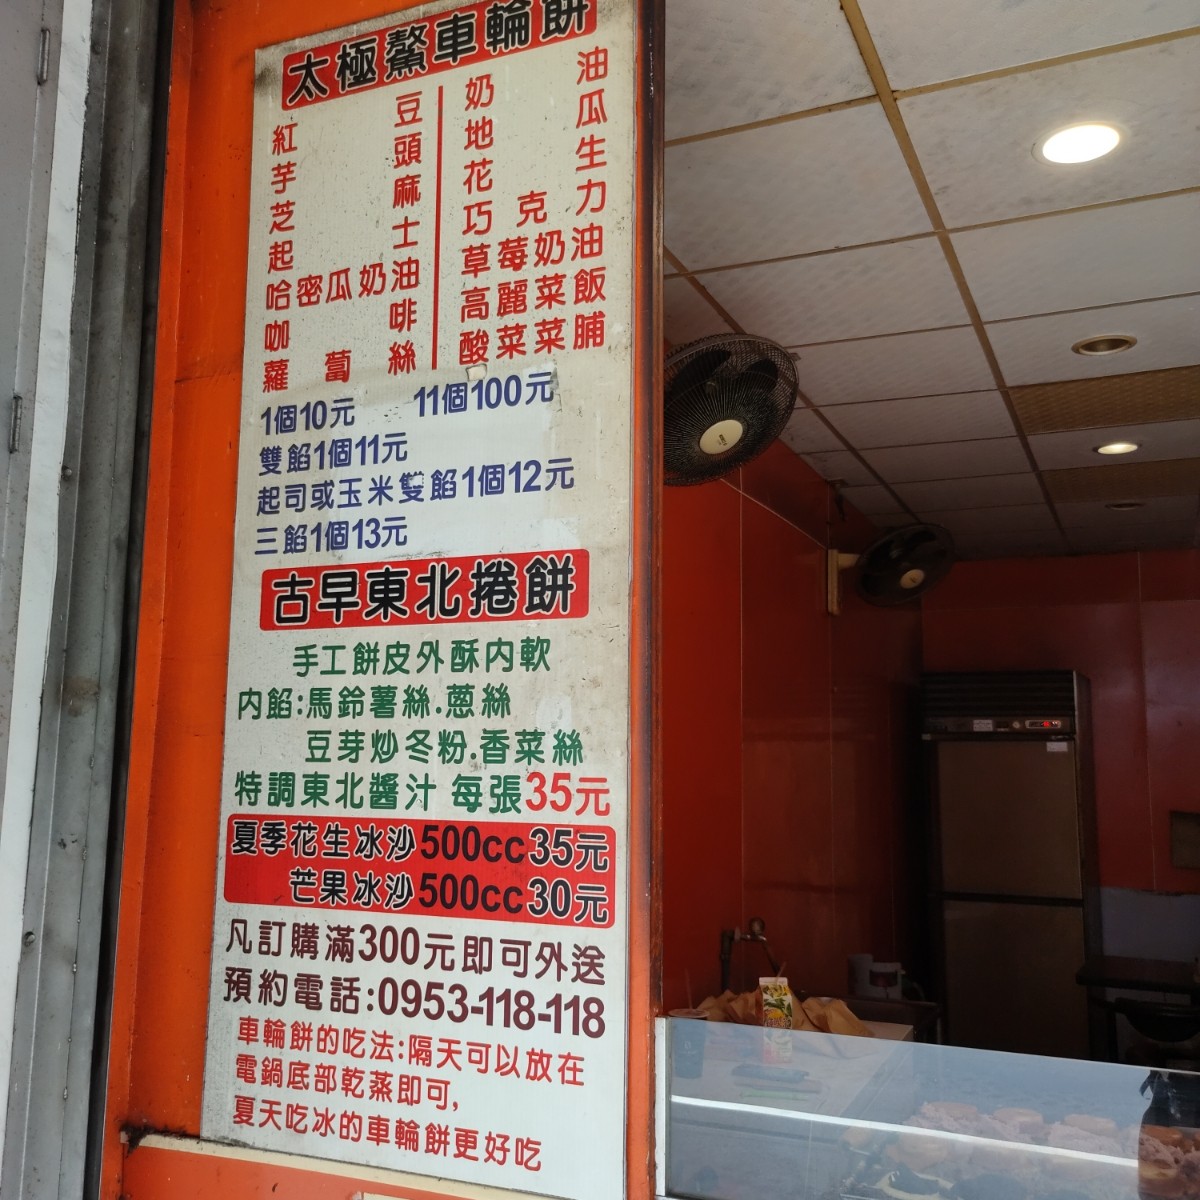 太極鰲車輪餅
紅豆
芋頭
芝麻
起士
哈密瓜奶油
咖啡
蘿蔔絲
奶油
地瓜
花生
巧克力
草莓奶油
高麗菜飯
酸菜菜脯
1個10元 11個100元
雙餡1個11元
起司或玉米雙餡1個12元
三餡1個13元
古早東北捲餅
手工餅皮外酥内軟
内餡:馬鈴薯絲.蔥絲
豆芽炒冬粉.香菜絲
特調東北醬汁 每張35元
夏季花生冰沙500cc35元
芒果冰沙500cc30元
凡訂購滿300元即可外送
預約電話:0953-118-118
車輪餅的吃法:隔天可以放在
電鍋底部乾蒸即可,
夏天吃冰的車輪餅更好吃